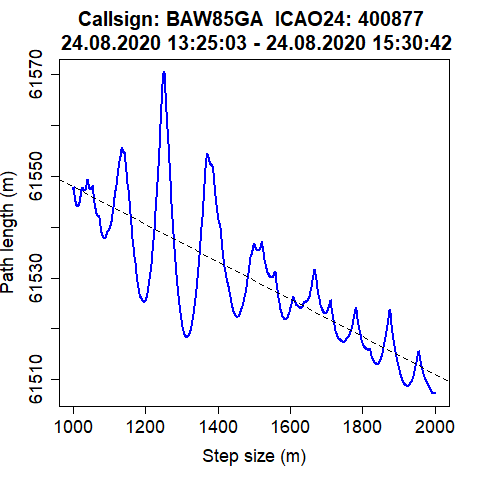 Callsign: BAW85GA  ICAO24: 400877
24.08.2020 13:25:03 - 24.08.2020 15:30:42
Path length (m)
61570
61550
61530
61510
1000 1200 1400 1600 1800 2000
Step size (m)